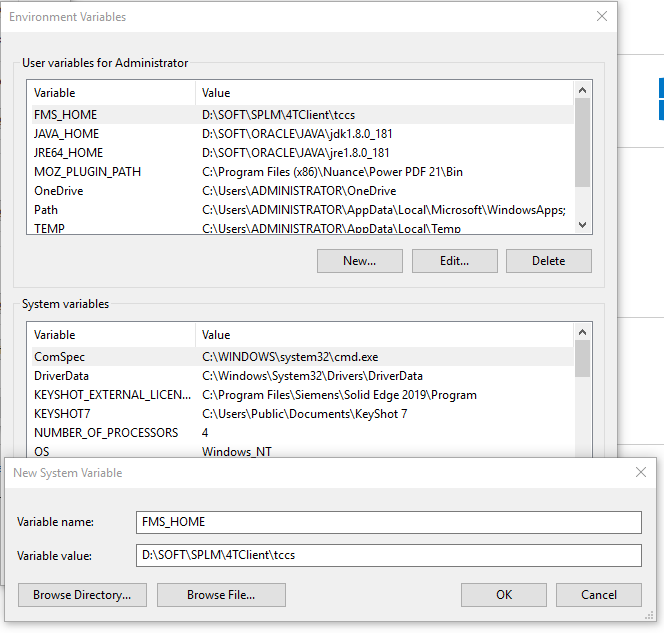 Environment Variables
User variables for Administrator
Variable Value
FMS_HOME D:\SOFT\SPLM\4TClient\tccs
JAVA_HOME D:\SOFT\ORACLE\JAVA\jdk1.8.0_181
JRE64_HOME D:\SOFT\ORACLE\JAVA\jre1.8.0_181
MOZ_PLUGIN_PATH C:\Program Files (x86)\Nuance\Power PDF 21\Bin
OneDrive C:\Users\ADMINISTRATOR\OneDrive
Path C:\Users\ADMINISTRATOR\AppData\Local\Microsoft\WindowsApps;
TEMP C:\Users\ADMINISTRATOR\AppData\Local\Temp
New... Edit... Delete
System variables
Variable Value
ComSpec C:\WINDOWS\system32\cmd.exe
DriverData C:\Windows\System32\Drivers\DriverData
KEYSHOT_EXTERNAL_LICEN... C:\Program Files\Siemens\Solid Edge 2019\Program
KEYSHOT7 C:\Users\Public\Documents\KeyShot 7
NUMBER_OF_PROCESSORS 4
OS Windows_NT
New System Variable
Variable name: FMS_HOME
Variable value: D:\SOFT\SPLM\4TClient\tccs
Browse Directory... Browse File... OK Cancel